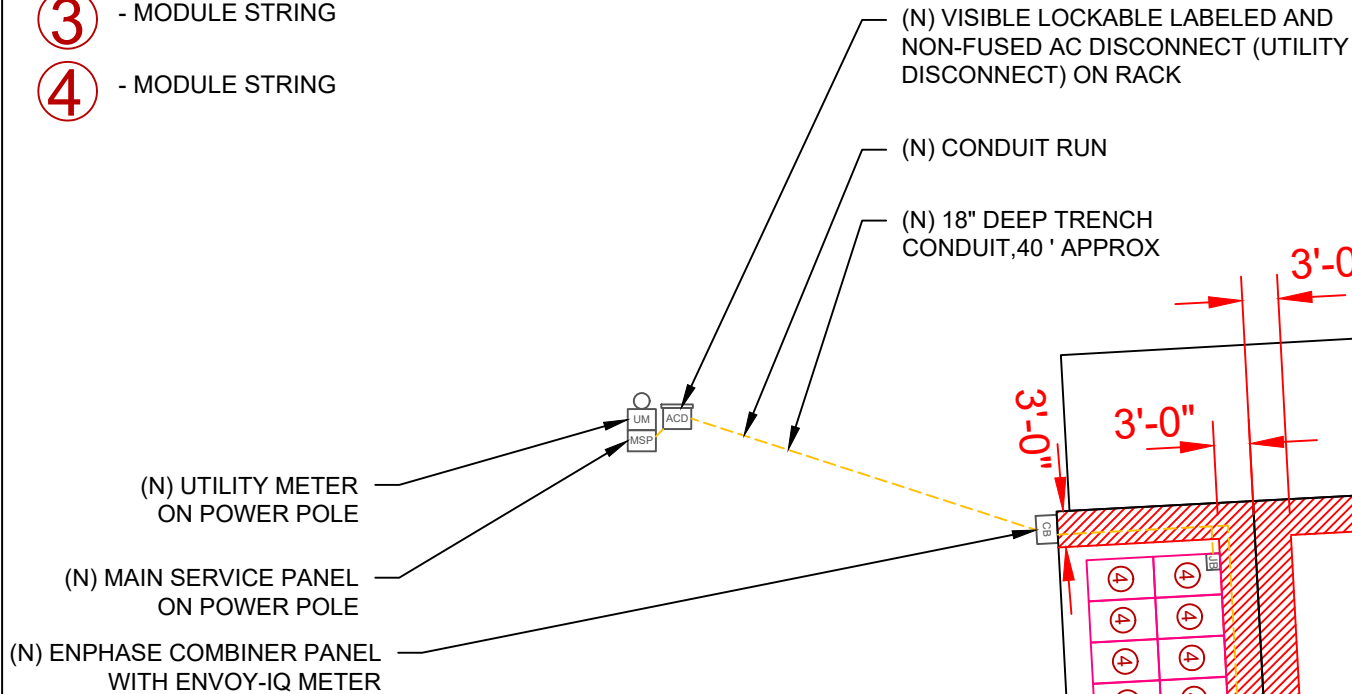 3 - MODULE STRING
4 - MODULE STRING
(N) VISIBLE LOCKABLE LABELED AND
NON-FUSED AC DISCONNECT (UTILITY
DISCONNECT) ON RACK
(N) CONDUIT RUN
(N) 18" DEEP TRENCH
CONDUIT,40 ' APPROX
3'-0
3'-0"
3'-0"
UM
ACD
MSP
(N) UTILITY METER
ON POWER POLE
CB
JB
(N) MAIN SERVICE PANEL
ON POWER POLE
4 4
4 4
4 4
(N) ENPHASE COMBINER PANEL
WITH ENVOY-IQ METER